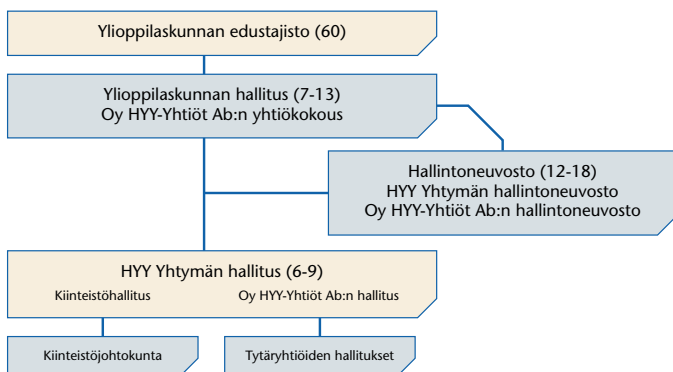 Ylioppilaskunnan edustajisto (60)
Ylioppilaskunnan hallitus (7-13)
Oy HYY-Yhtiöt Ab:n yhtiökokous
Hallintoneuvosto (12-18)
HYY Yhtymän hallintoneuvosto
Oy HYY-Yhtiöt Ab:n hallintoneuvosto
HYY Yhtymän hallitus (6-9)
Kiinteistöhallitus Oy HYY-Yhtiöt Ab:n hallitus
Kiinteistöjohtokunta Tytäryhtiöiden hallitukset